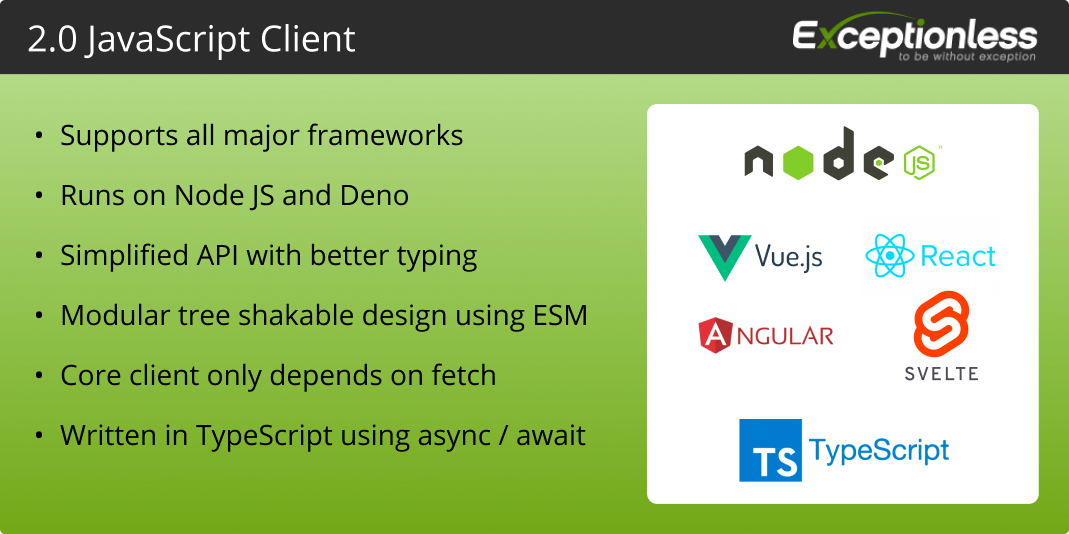 2.0 JavaScript Client
Exceptionless
to be without exception
• Supports all major frameworks
• Runs on Node JS and Deno
• Simplified API with better typing
• Modular tree shakable design using ESM
• Core client only depends on fetch
• Written in TypeScript using async / await
node JS TM
Vue.js
React
ANGULAR
SVELTE
TS TypeScript